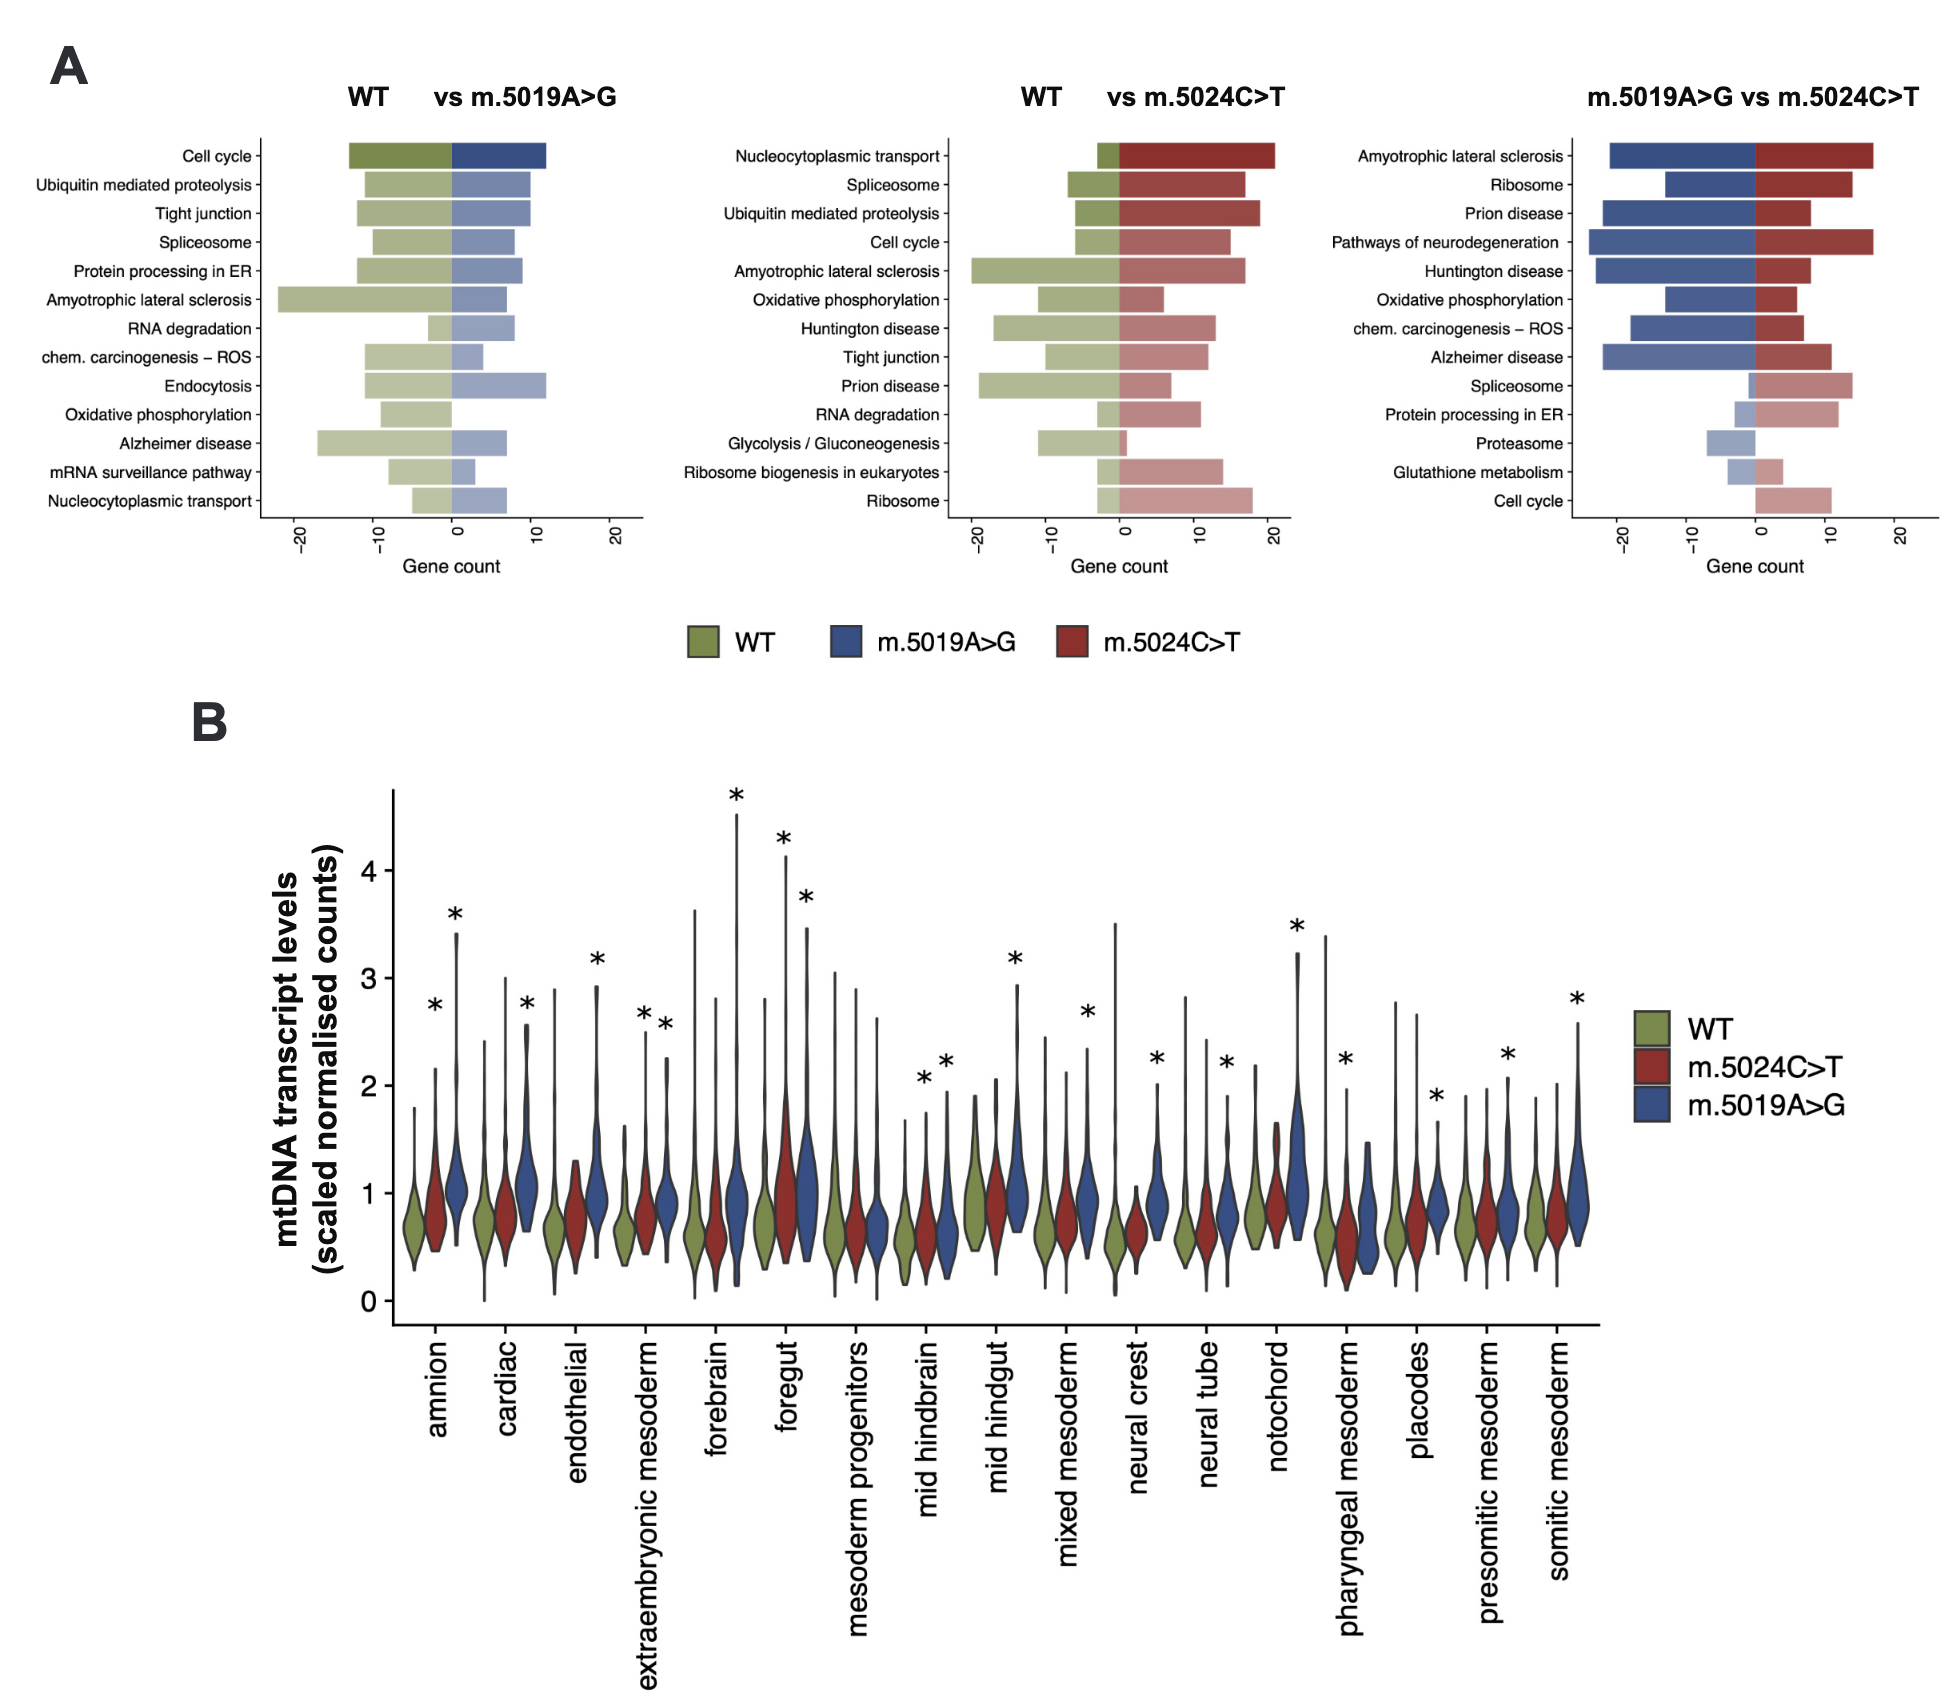 A
WT vs m.5019A>G
Cell cycle
Ubiquitin mediated proteolysis
Tight junction
Spliceosome
Protein processing in ER
Amyotrophic lateral sclerosis
RNA degradation
chem. carcinogenesis – ROS
Endocytosis
Oxidative phosphorylation
Alzheimer disease
mRNA surveillance pathway
Nucleocytoplasmic transport
−20 −10 0 10 20
Gene count
WT vs m.5024C>T
Nucleocytoplasmic transport
Spliceosome
Ubiquitin mediated proteolysis
Cell cycle
Amyotrophic lateral sclerosis
Oxidative phosphorylation
Huntington disease
Tight junction
Prion disease
RNA degradation
Glycolysis / Gluconeogenesis
Ribosome biogenesis in eukaryotes
Ribosome
−20 −10 0 10 20
Gene count
m.5019A>G vs m.5024C>T
Amyotrophic lateral sclerosis
Ribosome
Prion disease
Pathways of neurodegeneration
Huntington disease
Oxidative phosphorylation
chem. carcinogenesis – ROS
Alzheimer disease
Spliceosome
Protein processing in ER
Proteasome
Glutathione metabolism
Cell cycle
−20 −10 0 10 20
Gene count
WT m.5019A>G m.5024C>T
B
mtDNA transcript levels
(scaled normalised counts)
4
3
2
1
0
* * * * * * * * * * * * * * * * * * * * *
amnion
cardiac
endothelial
extraembryonic mesoderm
forebrain
foregut
mesoderm progenitors
mid hindbrain
mid hindgut
mixed mesoderm
neural crest
neural tube
notochord
pharyngeal mesoderm
placodes
presomitic mesoderm
somitic mesoderm
WT
m.5024C>T
m.5019A>G